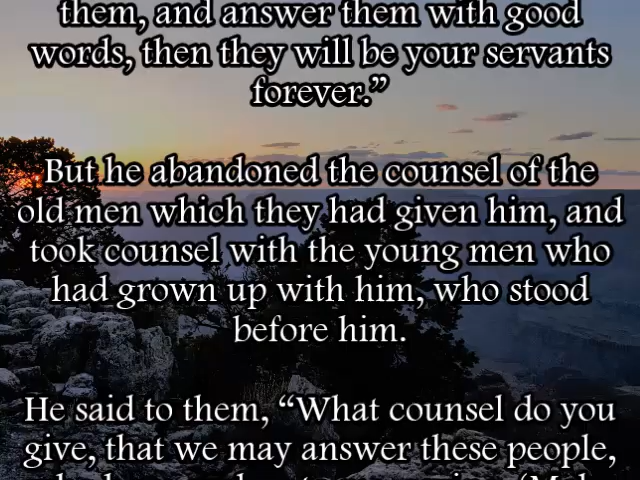 them, and answer them with good
words, then they will be your servants
forever.”
But he abandoned the counsel of the
old men which they had given him, and
took counsel with the young men who
had grown up with him, who stood
before him.
He said to them, “What counsel do you
give, that we may answer these people,